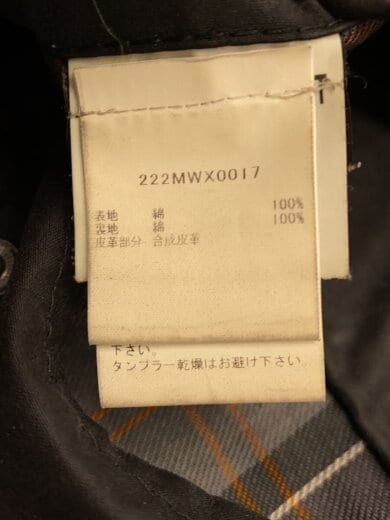 T
222MWX0017
表地 綿 100%
裏地 綿 100%
皮革部分 合成皮革
下さい。
タンブラー乾燥はお避け下さい。